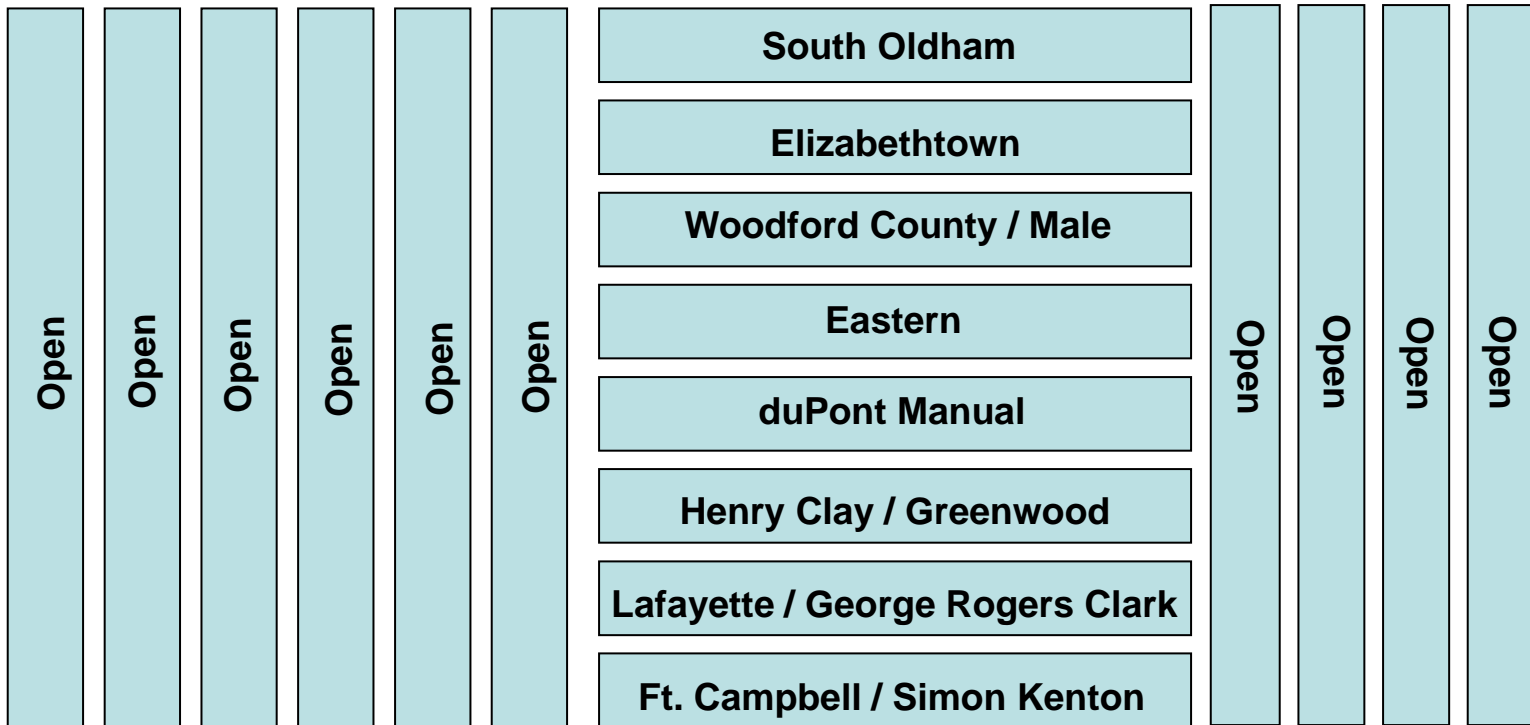 Open
Open
Open
Open
Open
Open
South Oldham
Elizabethtown
Woodford County / Male
Eastern
duPont Manual
Henry Clay / Greenwood
Lafayette / George Rogers Clark
Ft. Campbell / Simon Kenton
Open
Open
Open
Open